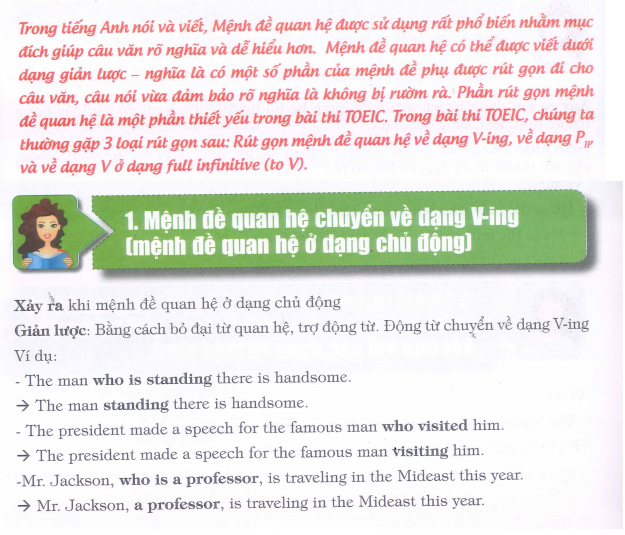 Trong tiếng Anh nói và viết, Mệnh đề quan hệ được sử dụng rất phổ biến nhằm mục
đích giúp câu văn rõ nghĩa và dễ hiểu hơn. Mệnh đề quan hệ có thể được viết dưới
dạng giản lược – nghĩa là có một số phần của mệnh đề phụ được rút gọn đi cho
câu văn, câu nói vừa đảm bảo rõ nghĩa là không bị rườm rà. Phần rút gọn mệnh
đề quan hệ là một phần thiết yếu trong bài thi TOEIC. Trong bài thi TOEIC, chúng ta
thường gặp 3 loại rút gọn sau: Rút gọn mệnh đề quan hệ về dạng V-ing, về dạng P
và về dạng V ở dạng full infinitive (to V).
1. Mệnh đề quan hệ chuyển về dạng V-ing
(mệnh đề quan hệ ở dạng chủ động)
Xảy ra khi mệnh đề quan hệ ở dạng chủ động
Giản lược: Bằng cách bỏ đại từ quan hệ, trợ động từ. Động từ chuyển về dạng V-ing
Ví dụ:
- The man who is standing there is handsome.
→ The man standing there is handsome.
- The president made a speech for the famous man who visited him.
→ The president made a speech for the famous man visiting him.
-Mr. Jackson, who is a professor, is traveling in the Mideast this year.
→ Mr. Jackson, a professor, is traveling in the Mideast this year.